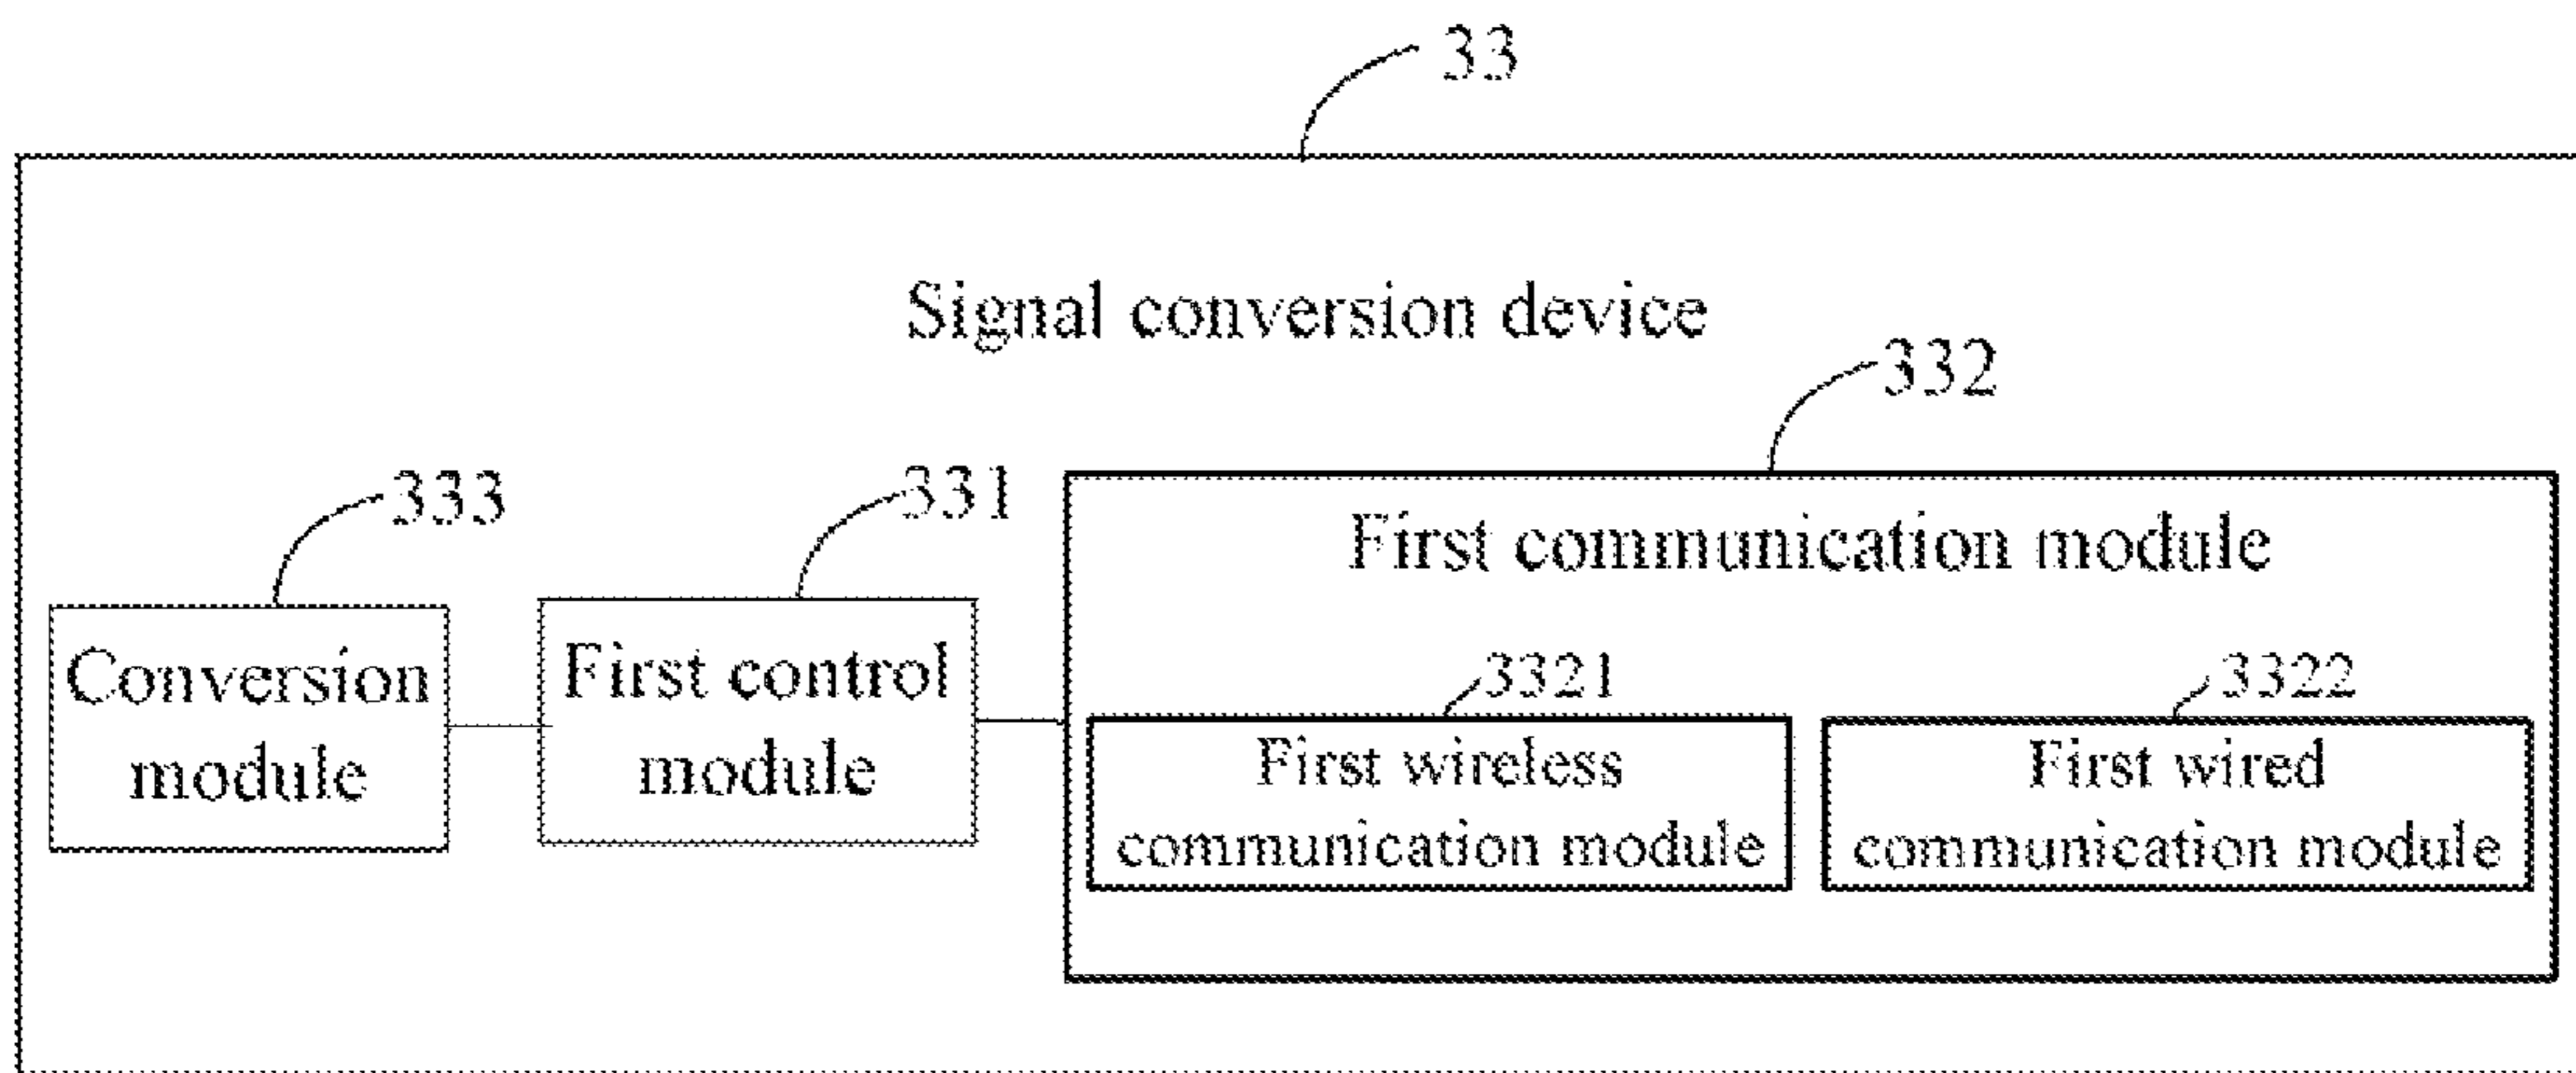 33
Signal conversion device
332
333
331
First communication module
Conversion
module
First control
module
3321
3322
First wireless
communication module
First wired
communication module